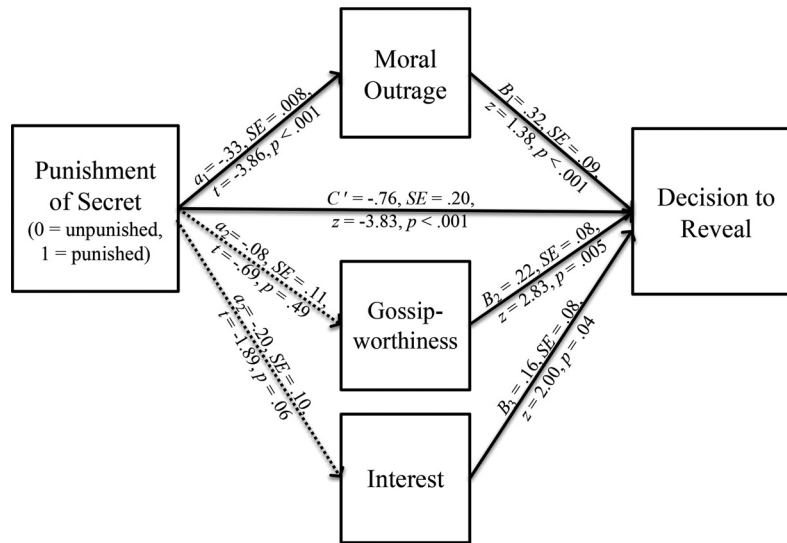 Moral
Outrage
Punishment
of Secret
(0 = unpunished,
1 = punished)
a1= -.33, SE = .008,
t = -3.86, p < .001
B1= .32, SE = .09,
z = 1.38, p < .001
C' = -.76, SE = .20,
z = -3.83, p < .001
Decision to
Reveal
a2= -.08, SE = .11,
t = -.69, p = .49
Gossip-
worthiness
B2= .22, SE = .08,
z = 2.83, p = .005
a2= -.20, SE = .10,
t = -1.89, p = .06
Interest
B3= .16, SE = .08,
z = 2.00, p = .04